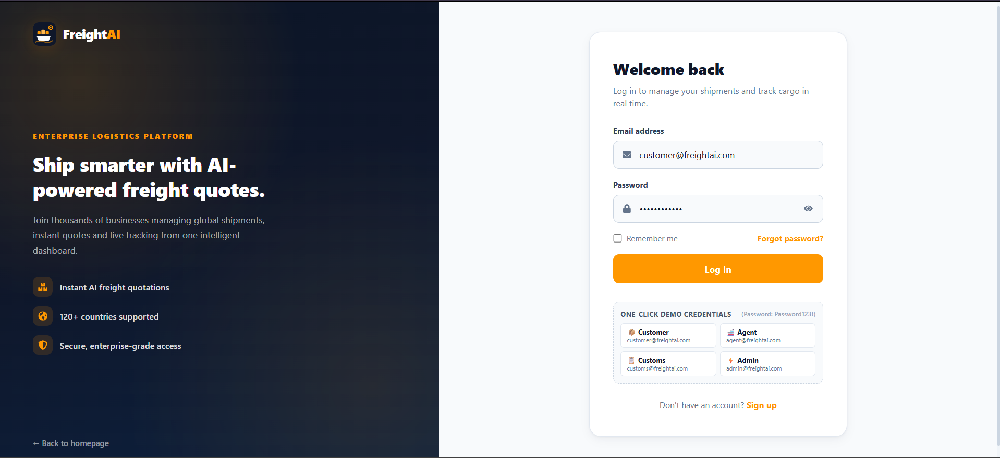 FreightAI
ENTERPRISE LOGISTICS PLATFORM
Ship smarter with AI-
powered freight quotes.
Join thousands of businesses managing global shipments,
instant quotes and live tracking from one intelligent
dashboard.
Instant AI freight quotations
120+ countries supported
Secure, enterprise-grade access
← Back to homepage
Welcome back
Log in to manage your shipments and track cargo in
real time.
Email address
customer@freightai.com
Password
••••••••••••
Remember me
Forgot password?
Log In
ONE-CLICK DEMO CREDENTIALS (Password: Password123!)
Customer
customer@freightai.com
Agent
agent@freightai.com
Customs
customs@freightai.com
Admin
admin@freightai.com
Don't have an account? Sign up